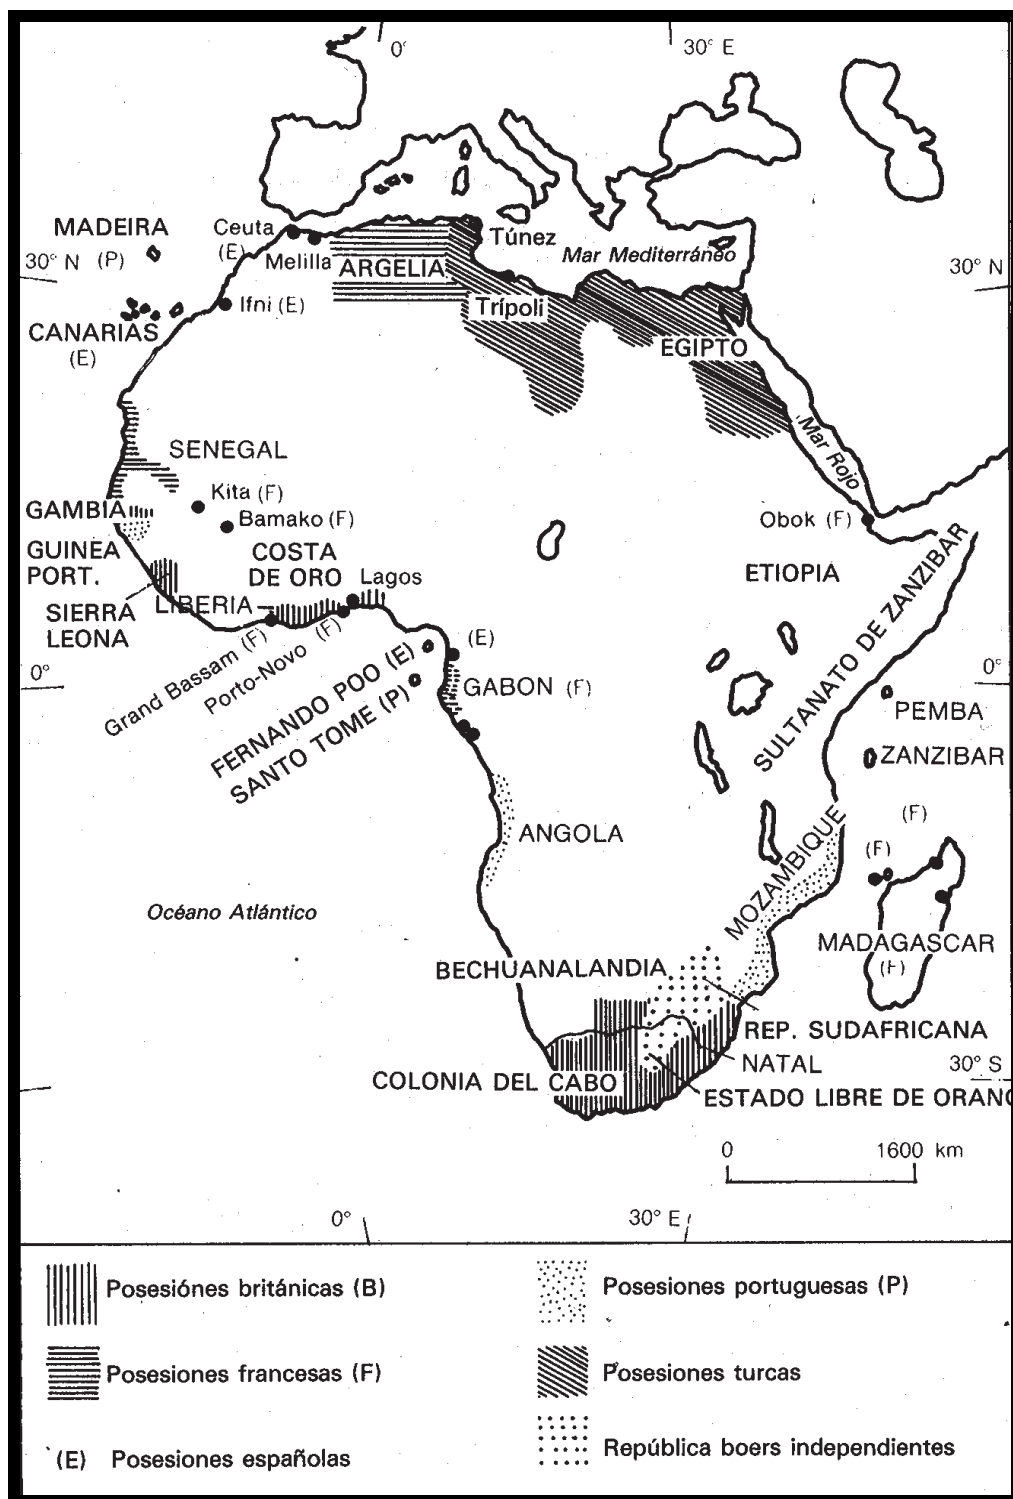 0°
30° E
MADEIRA
(P)
30° N
Ceuta
(E)
Melilla
ARGELIA
Túnez
Mar Mediterráneo
30° N
Ifni (E)
Trípoli
CANARIAS
(E)
EGIPTO
Mar Rojo
SENEGAL
Kita (F)
GAMBIA
Bamako (F)
Obok (F)
GUINEA
PORT.
COSTA
DE ORO
Lagos
ETIOPIA
SIERRA
LEONA
LIBERIA
SULTANATO DE ZANZIBAR
Grand Bassam (F)
Porto-Novo (F)
(E)
FERNANDO POO (E)
SANTO TOME (P)
0°
GABON (F)
0°
PEMBA
ZANZIBAR
(F)
ANGOLA
(F)
MOZAMBIQUE
Océano Atlántico
MADAGASCAR
(F)
BECHUANALANDIA
REP. SUDAFRICANA
NATAL
30° S
COLONIA DEL CABO
ESTADO LIBRE DE ORANG
0 1600 km
0°
30° E
Posesiónes británicas (B)
Posesiones portuguesas (P)
Posesiones francesas (F)
Posesiones turcas
(E) Posesiones españolas
República boers independientes